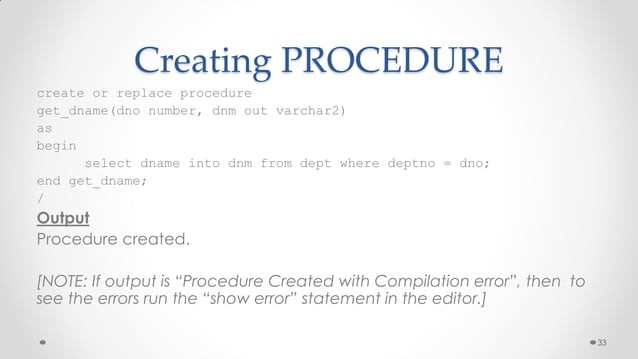 Creating PROCEDURE
create or replace procedure
get_dname(dno number, dnm out varchar2)
as
begin
select dname into dnm from dept where deptno = dno;
end get_dname;
/
Output
Procedure created.
[NOTE: If output is “Procedure Created with Compilation error”, then to
see the errors run the “show error” statement in the editor.]
33